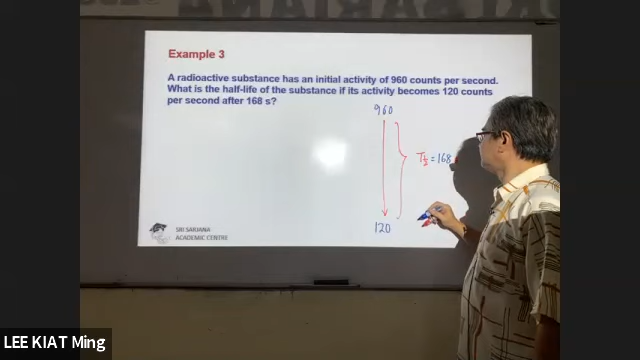 Example 3
A radioactive substance has an initial activity of 960 counts per second.
What is the half-life of the substance if its activity becomes 120 counts
per second after 168 s?
960
T½ = 168
120
SRI SARJANA
ACADEMIC CENTRE
LEE KIAT Ming